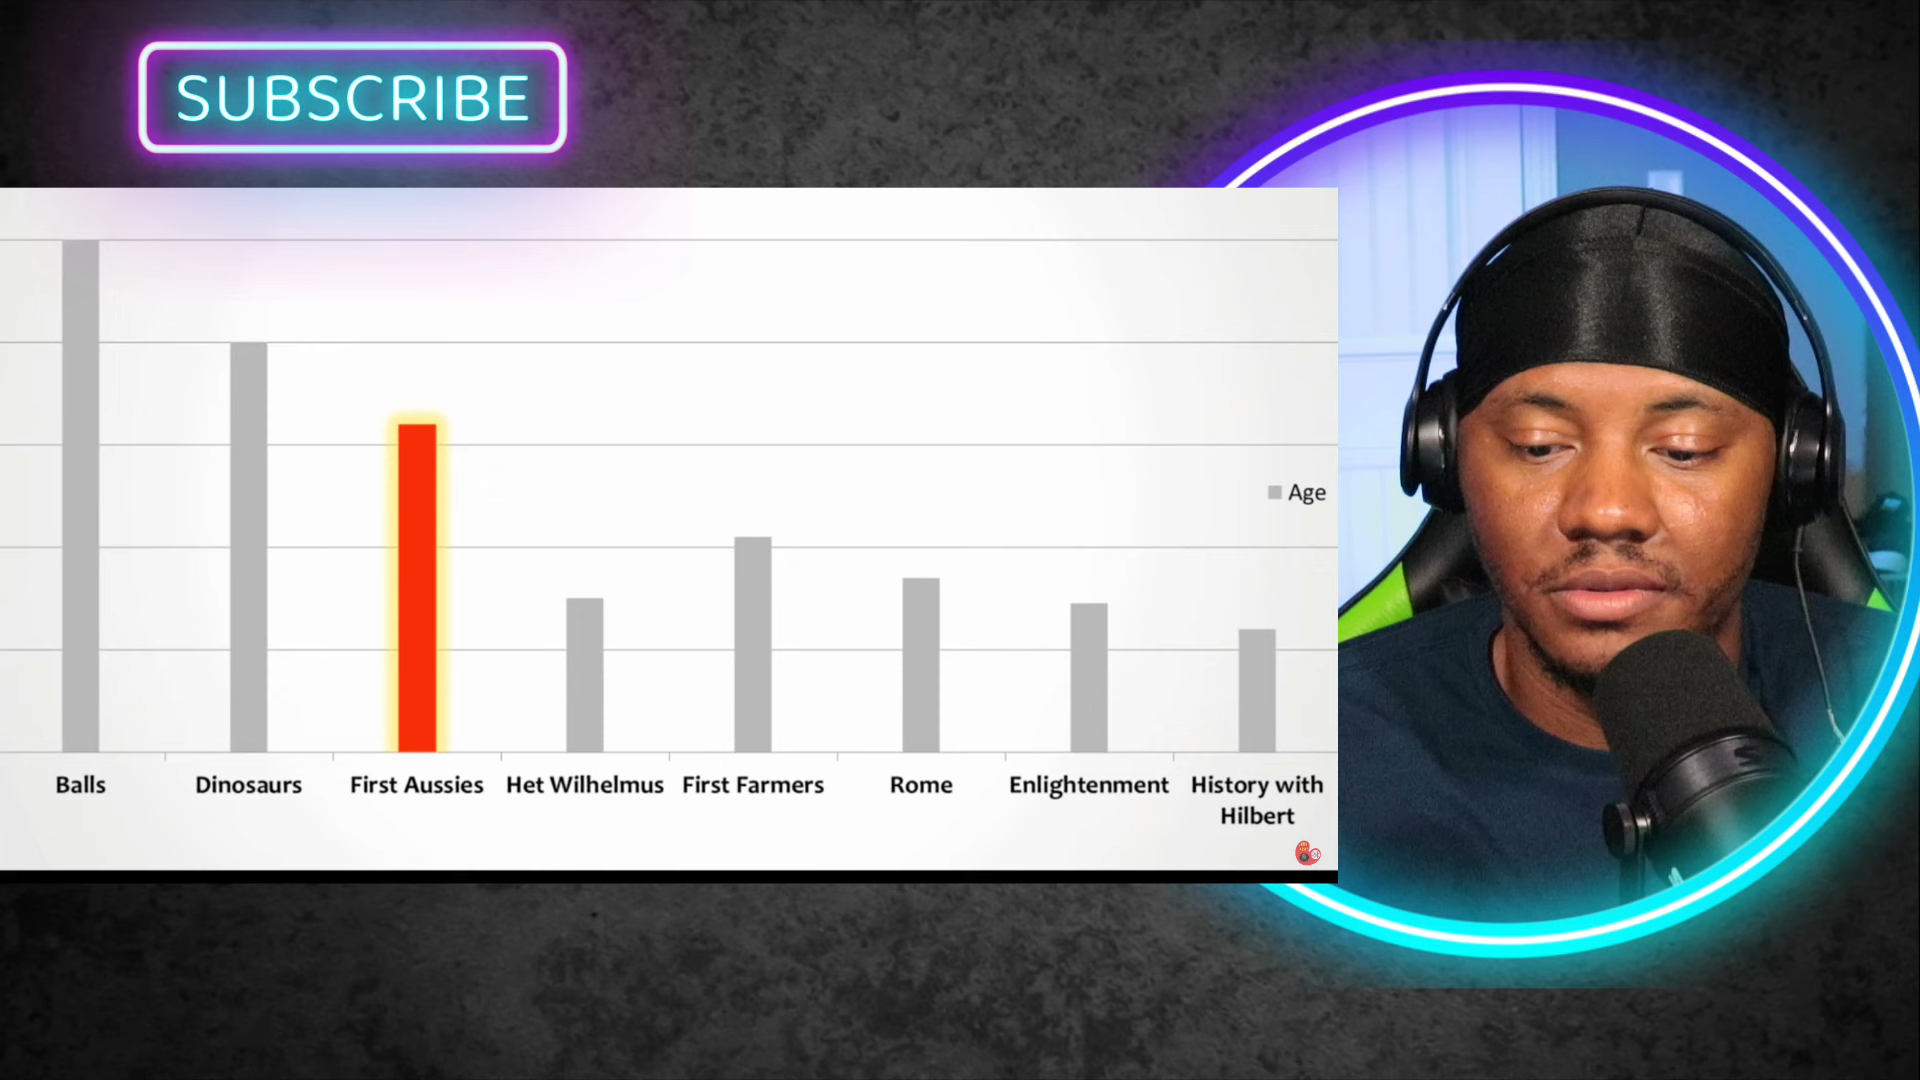 SUBSCRIBE
Age
Balls
Dinosaurs
First Aussies
Het Wilhelmus
First Farmers
Rome
Enlightenment
History with
Hilbert